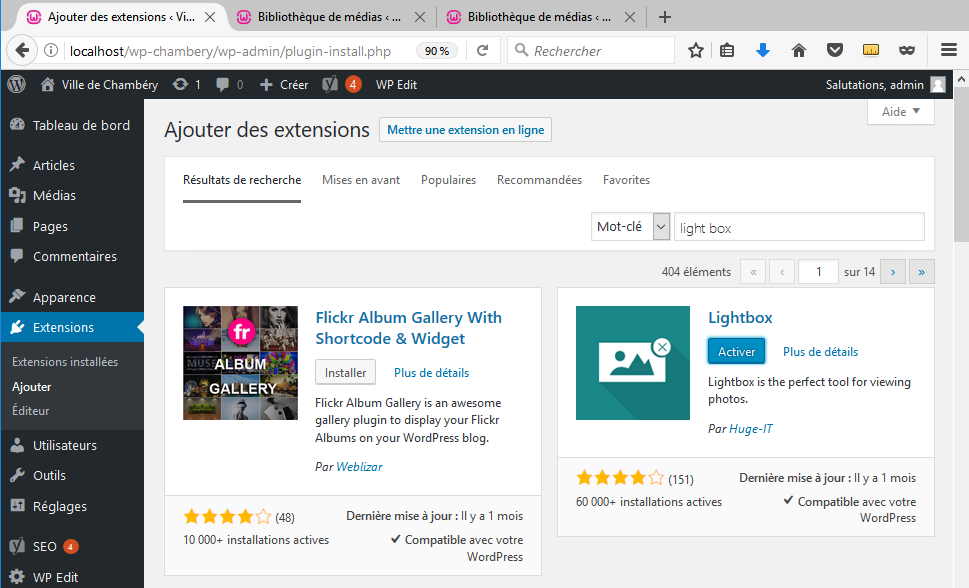 Ajouter des extensions ‹ Vi...
Bibliothèque de médias ‹ ...
Bibliothèque de médias ‹ ...
localhost/wp-chambery/wp-admin/plugin-install.php
90 %
Rechercher
Ville de Chambéry
1
0
Créer
4
WP Edit
Salutations, admin
Tableau de bord
Articles
Médias
Pages
Commentaires
Apparence
Extensions
Extensions installées
Ajouter
Éditeur
Utilisateurs
Outils
Réglages
SEO 4
WP Edit
Aide
Ajouter des extensions
Mettre une extension en ligne
Résultats de recherche
Mises en avant
Populaires
Recommandées
Favorites
Mot-clé
light box
404 éléments
«
‹
1
sur 14
›
»
fr
ALBUM
GALLERY
Flickr Album Gallery With
Shortcode & Widget
Installer
Plus de détails
Flickr Album Gallery is an awesome
gallery plugin to display your Flickr
Albums on your WordPress blog.
Par Weblizar
(48)
10 000+ installations actives
Dernière mise à jour : Il y a 1 mois
Compatible avec votre
WordPress
Lightbox
Activer
Plus de détails
Lightbox is the perfect tool for viewing
photos.
Par Huge-IT
(151)
60 000+ installations actives
Dernière mise à jour : Il y a 1 mois
Compatible avec votre
WordPress